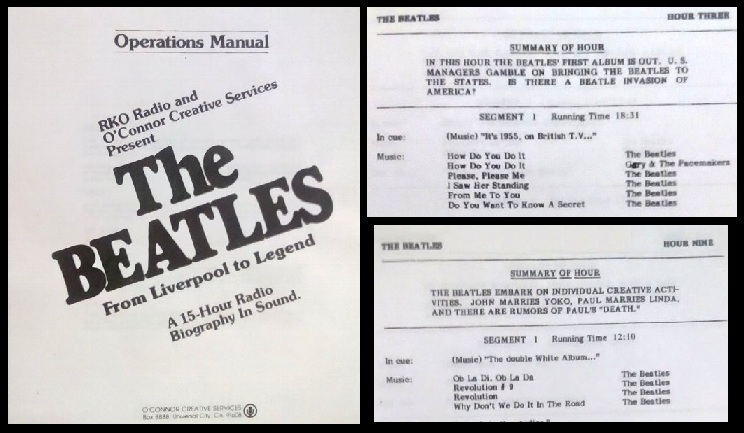 Operations Manual
RKO Radio and
O'Connor Creative Services
Present
The
BEATLES
From Liverpool to Legend
A 15-Hour Radio
Biography In Sound.
O'CONNOR CREATIVE SERVICES
Box 8888, Universal City, CA 91608
THE BEATLES HOUR THREE
SUMMARY OF HOUR
IN THIS HOUR THE BEATLES' FIRST ALBUM IS OUT. U. S.
MANAGERS GAMBLE ON BRINGING THE BEATLES TO
THE STATES. IS THERE A BEATLE INVASION OF
AMERICA?
SEGMENT 1 Running Time 18:31
In cue: (Music) "It's 1955, on British T.V..."
Music: How Do You Do It The Beatles
How Do You Do It Gary & The Pacemakers
Please, Please Me The Beatles
I Saw Her Standing The Beatles
From Me To You The Beatles
Do You Want To Know A Secret The Beatles
THE BEATLES HOUR NINE
SUMMARY OF HOUR
THE BEATLES EMBARK ON INDIVIDUAL CREATIVE ACTI-
VITIES. JOHN MARRIES YOKO, PAUL MARRIES LINDA,
AND THERE ARE RUMORS OF PAUL'S "DEATH."
SEGMENT 1 Running Time 12:10
In cue: (Music) "The double White Album..."
Music: Ob La Di, Ob La Da The Beatles
Revolution # 9 The Beatles
Revolution The Beatles
Why Don't We Do It In The Road The Beatles